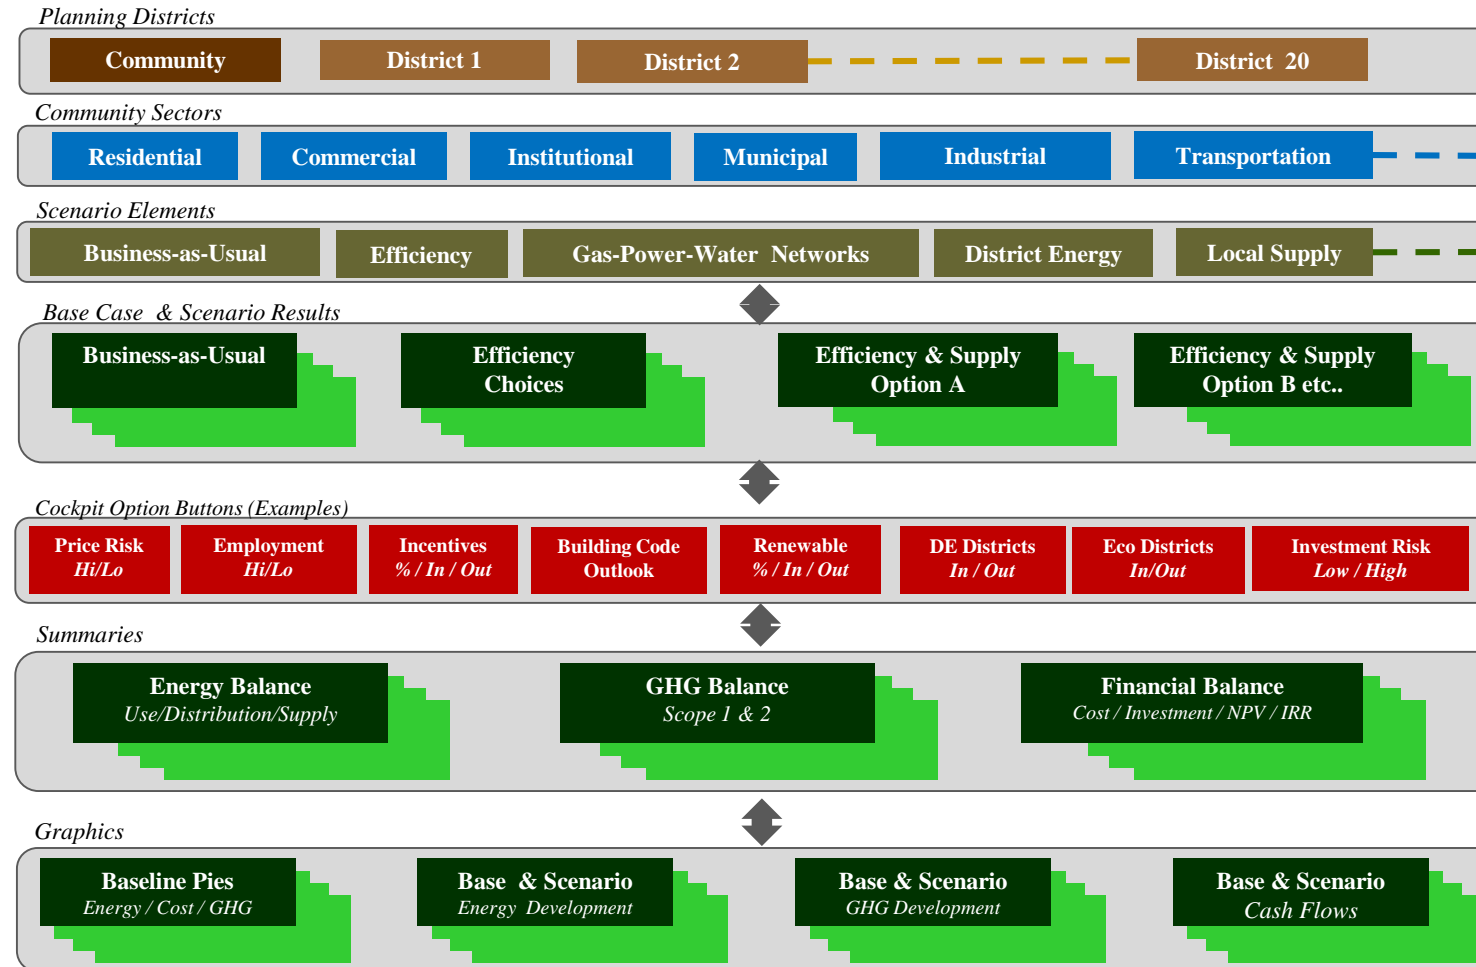 Planning Districts
Community
District 1
District 2
District  20
Community Sectors
Residential
Commercial
Institutional
Municipal
Industrial
Transportation
Scenario Elements
Business-as-Usual
Efficiency
Gas-Power-Water  Networks
District Energy
Local Supply
Base Case  & Scenario Results
Business-as-Usual
Efficiency
Choices
Efficiency & Supply
Option A
Efficiency & Supply
Option B etc..
Cockpit Option Buttons (Examples)
Price Risk
Hi/Lo
Employment
Hi/Lo
Incentives
% / In / Out
Building Code
Outlook
Renewable
% / In / Out
DE Districts
In / Out
Eco Districts
In/Out
Investment Risk
Low / High
Summaries
Energy Balance
Use/Distribution/Supply
GHG Balance
Scope 1 & 2
Financial Balance
Cost / Investment / NPV / IRR
Graphics
Baseline Pies
Energy / Cost / GHG
Base  & Scenario
Energy  Development
Base & Scenario
GHG Development
Base & Scenario
Cash Flows